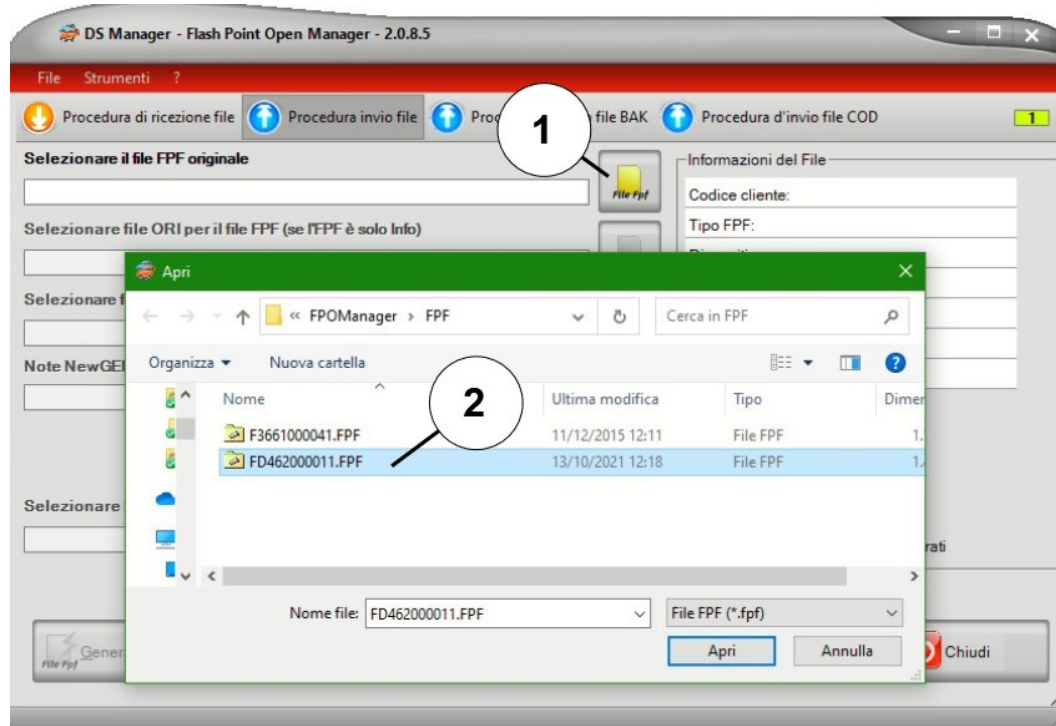 DS Manager - Flash Point Open Manager - 2.0.8.5
File Strumenti ?
Procedura di ricezione file Procedura invio file file BAK Procedura d'invio file COD 1
1
Selezionare il file FPF originale
File Fpf
Informazioni del File
Codice cliente:
Selezionare file ORI per il file FPF (se l'FPF è solo Info)
Tipo FPF:
Apri
Selezionare
« FPOManager > FPF
Cerca in FPF
Note NewGEN
Organizza Nuova cartella
Nome Ultima modifica Tipo
2
F3661000041.FPF 11/12/2015 12:11 File FPF
FD462000011.FPF 13/10/2021 12:18 File FPF
Selezionare
Nome file: FD462000011.FPF File FPF (*.fpf)
File Fpf
Apri Annulla
Chiudi